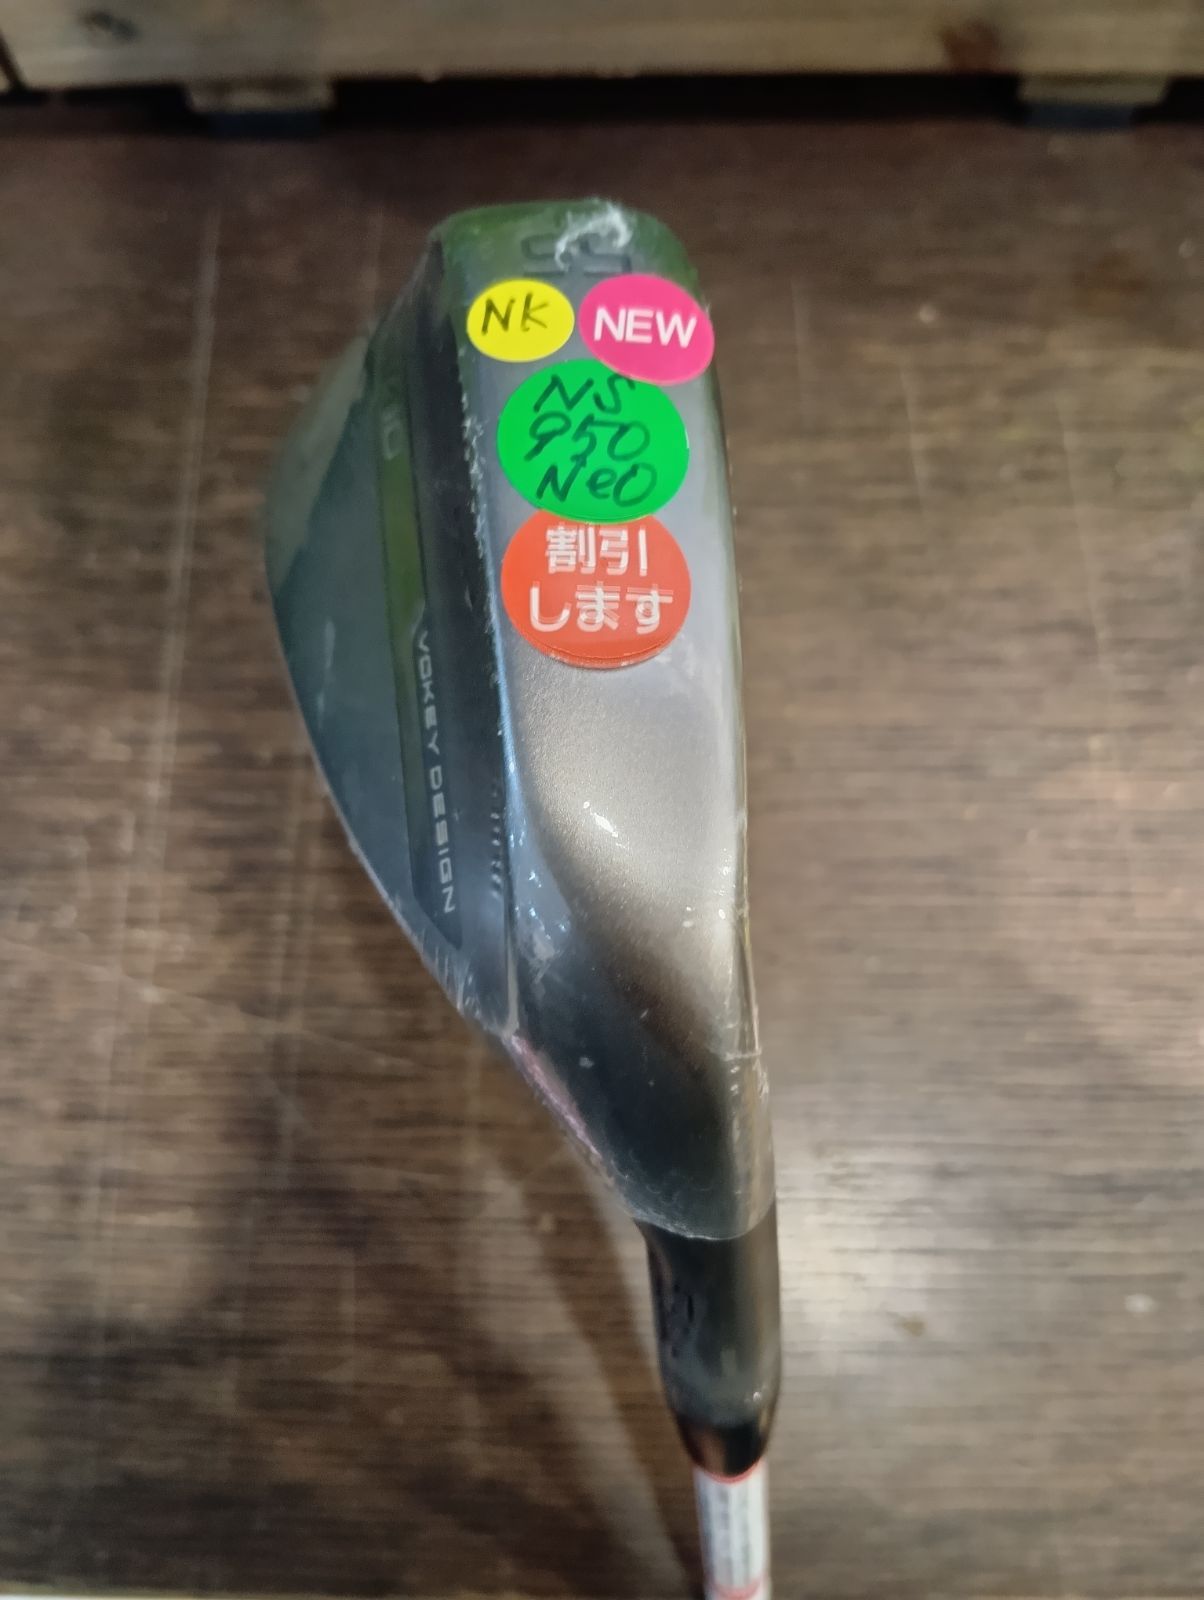 NK
NEW
NS
950
NeO
割引
します
VOKEY DESIGN